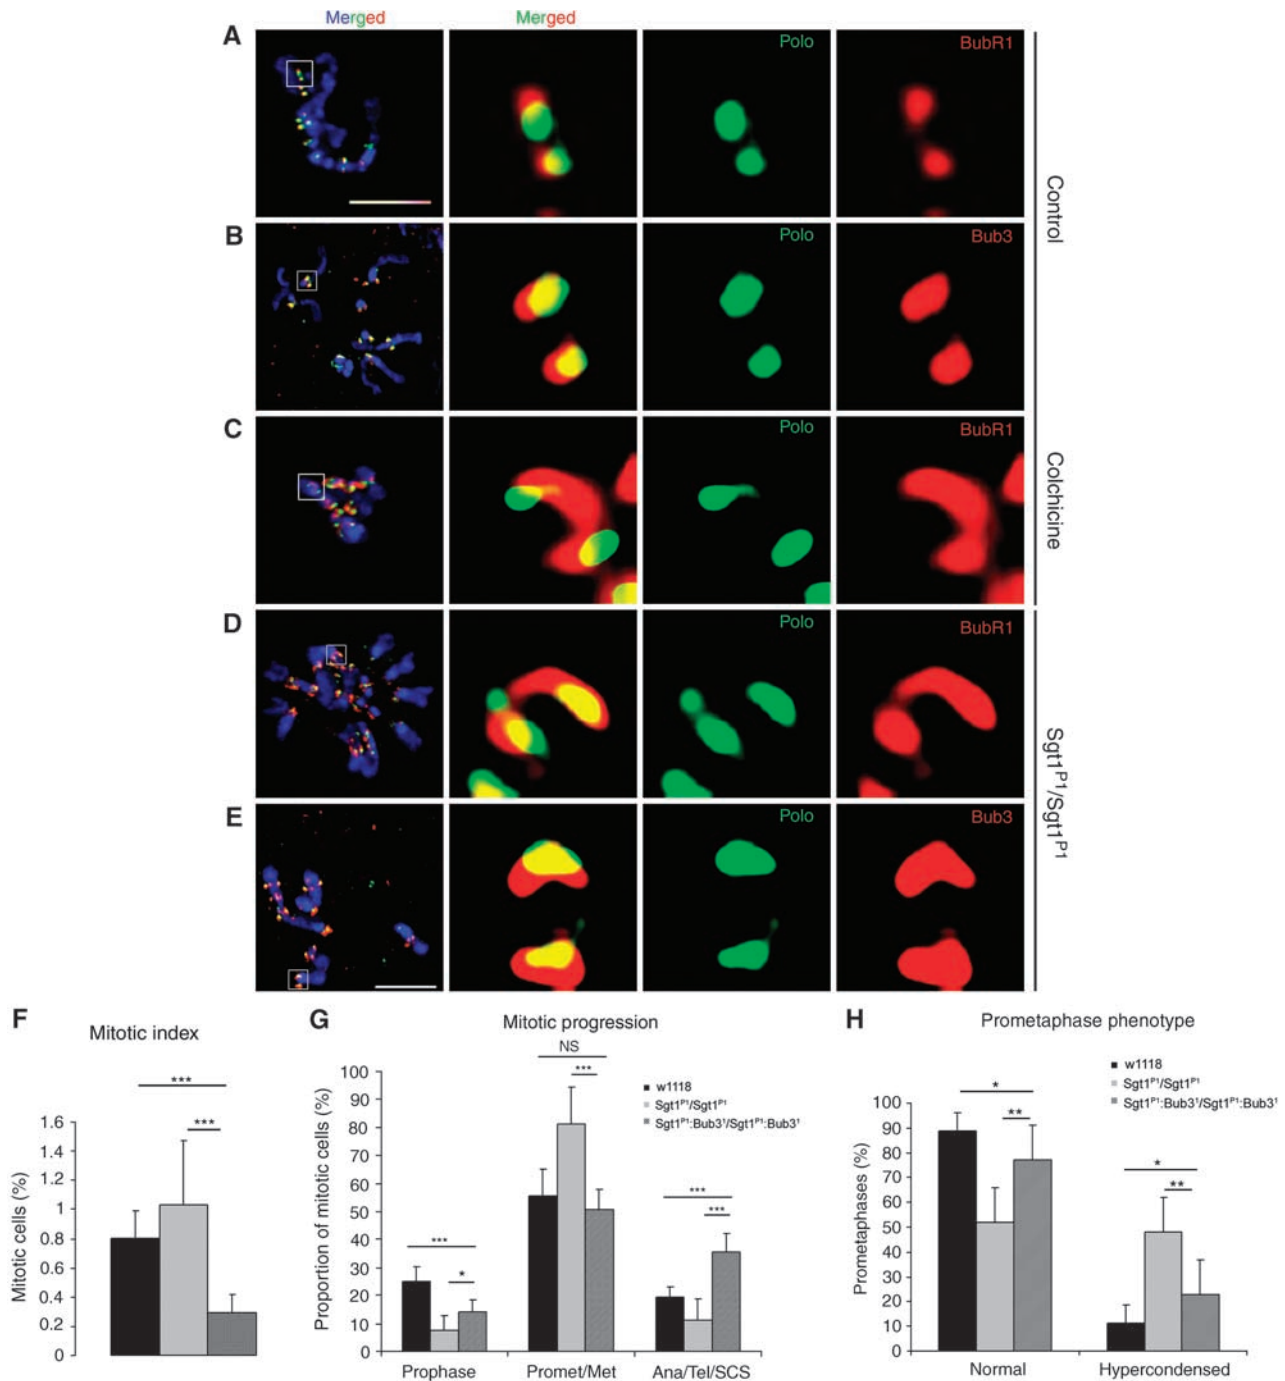 Merged Merged
A Polo BubR1
B Polo Bub3
C Polo BubR1
D Polo BubR1
E Polo Bub3
Control
Colchicine
Sgt1ᴾ¹/Sgt1ᴾ¹
F Mitotic index
***
***
Mitotic cells (%)
1.6
1.4
1.2
1
0.8
0.6
0.4
0.2
0
G Mitotic progression
NS
***
w1118
Sgt1ᴾ¹/Sgt1ᴾ¹
Sgt1ᴾ¹:Bub3¹/Sgt1ᴾ¹:Bub3¹
***
*
***
***
Proportion of mitotic cells (%)
100
90
80
70
60
50
40
30
20
10
0
Prophase Promet/Met Ana/Tel/SCS
H Prometaphase phenotype
w1118
Sgt1ᴾ¹/Sgt1ᴾ¹
Sgt1ᴾ¹:Bub3¹/Sgt1ᴾ¹:Bub3¹
*
**
*
**
Prometaphases (%)
100
90
80
70
60
50
40
30
20
10
0
Normal Hypercondensed